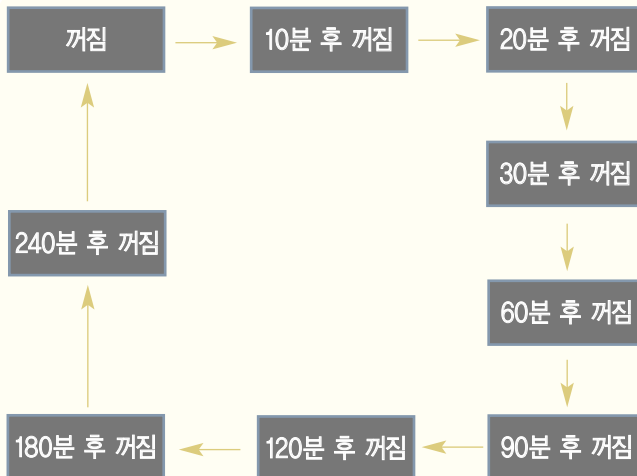 꺼짐
10분 후 꺼짐
20분 후 꺼짐
30분 후 꺼짐
60분 후 꺼짐
90분 후 꺼짐
120분 후 꺼짐
180분 후 꺼짐
240분 후 꺼짐